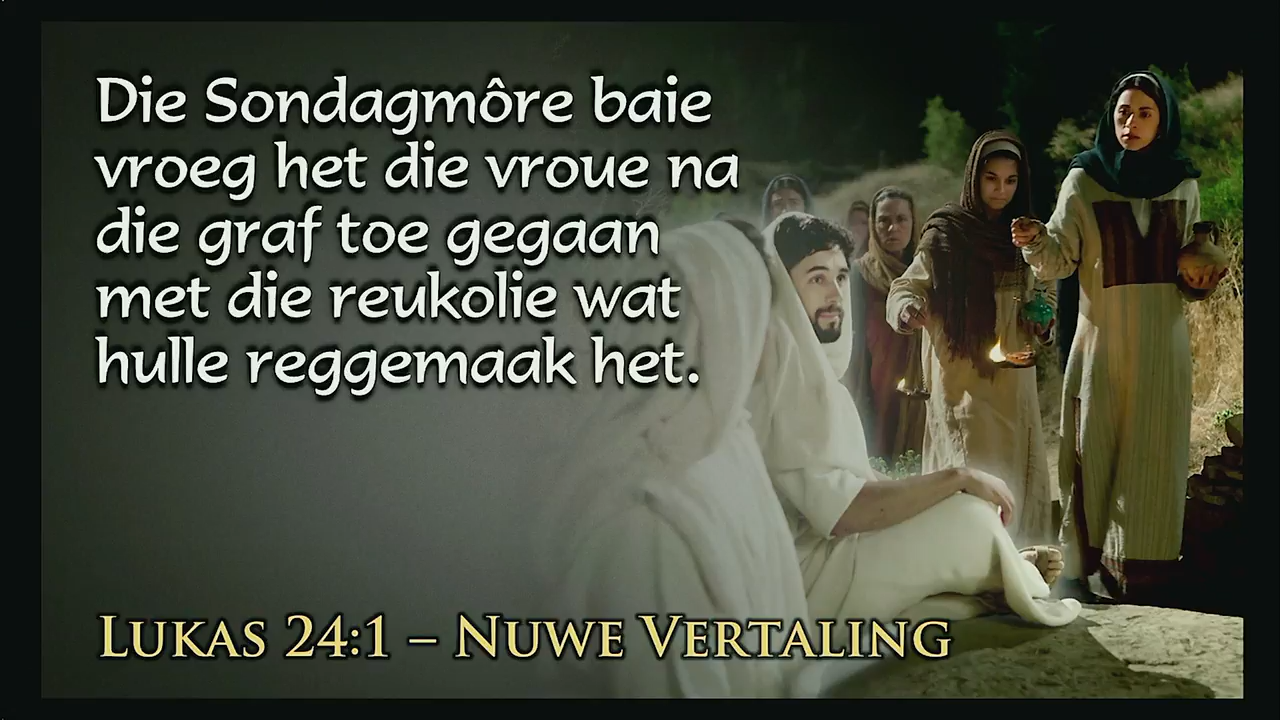 Die Sondagmôre baie
vroeg het die vroue na
die graf toe gegaan
met die reukolie wat
hulle reggemaak het.
Lukas 24:1 – Nuwe Vertaling